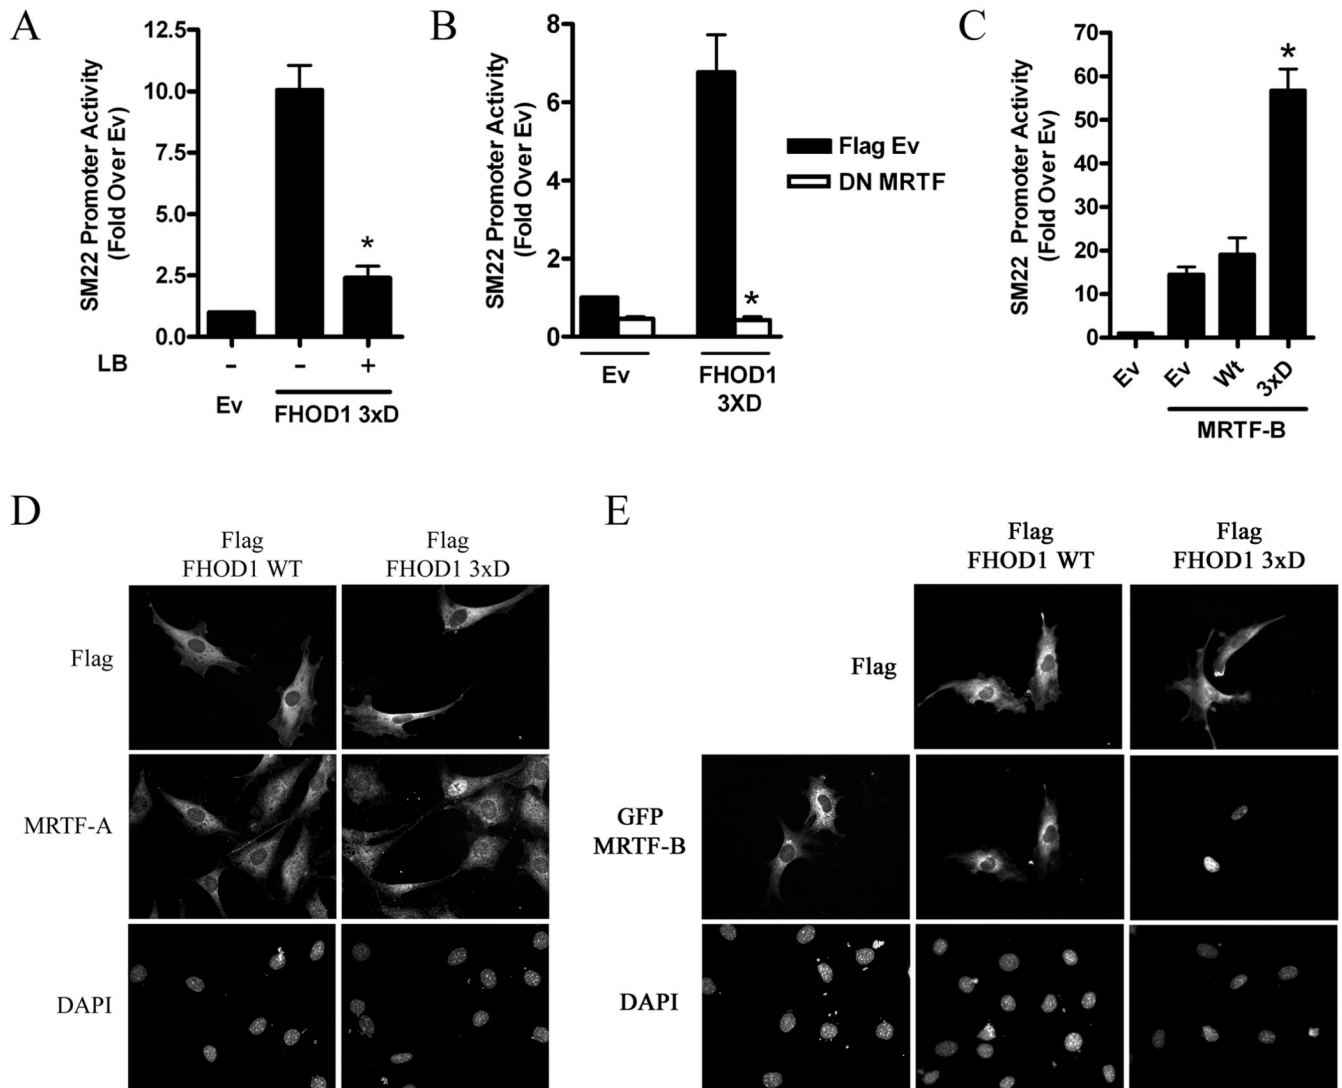 A
SM22 Promoter Activity
(Fold Over Ev)
12.5
10.0
7.5
5.0
2.5
0.0
*
LB
-
-
+
Ev
FHOD1 3xD
B
SM22 Promoter Activity
(Fold Over Ev)
8
6
4
2
0
*
Ev
FHOD1
3XD
Flag Ev
DN MRTF
C
SM22 Promoter Activity
(Fold Over Ev)
70
60
50
40
30
20
10
0
*
Ev
Ev
Wt
3xD
MRTF-B
D
Flag
FHOD1 WT
Flag
FHOD1 3xD
Flag
MRTF-A
DAPI
E
Flag
FHOD1 WT
Flag
FHOD1 3xD
Flag
GFP
MRTF-B
DAPI